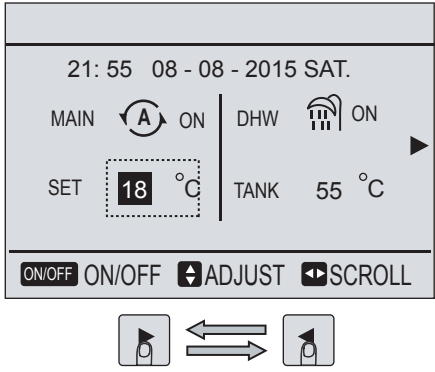 21: 55 08 - 08 - 2015 SAT.
MAIN A ON DHW ON
SET 18 °C TANK 55 °C
ON/OFF ON/OFF ADJUST SCROLL